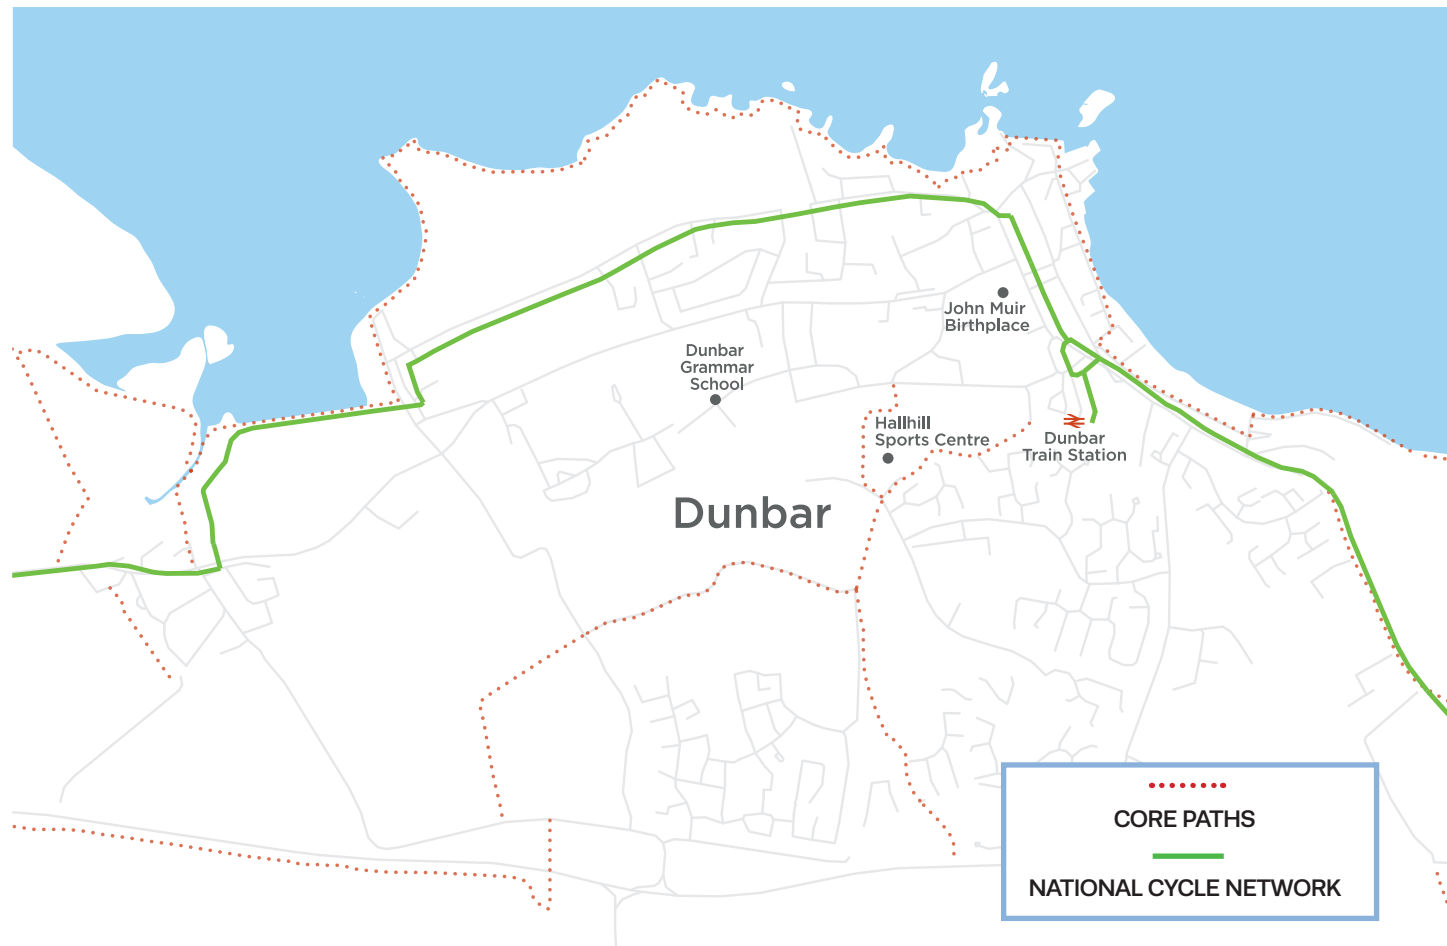 John Muir
Birthplace
Dunbar
Grammar
School
Hallhill
Sports Centre
Dunbar
Train Station
Dunbar
CORE PATHS
NATIONAL CYCLE NETWORK